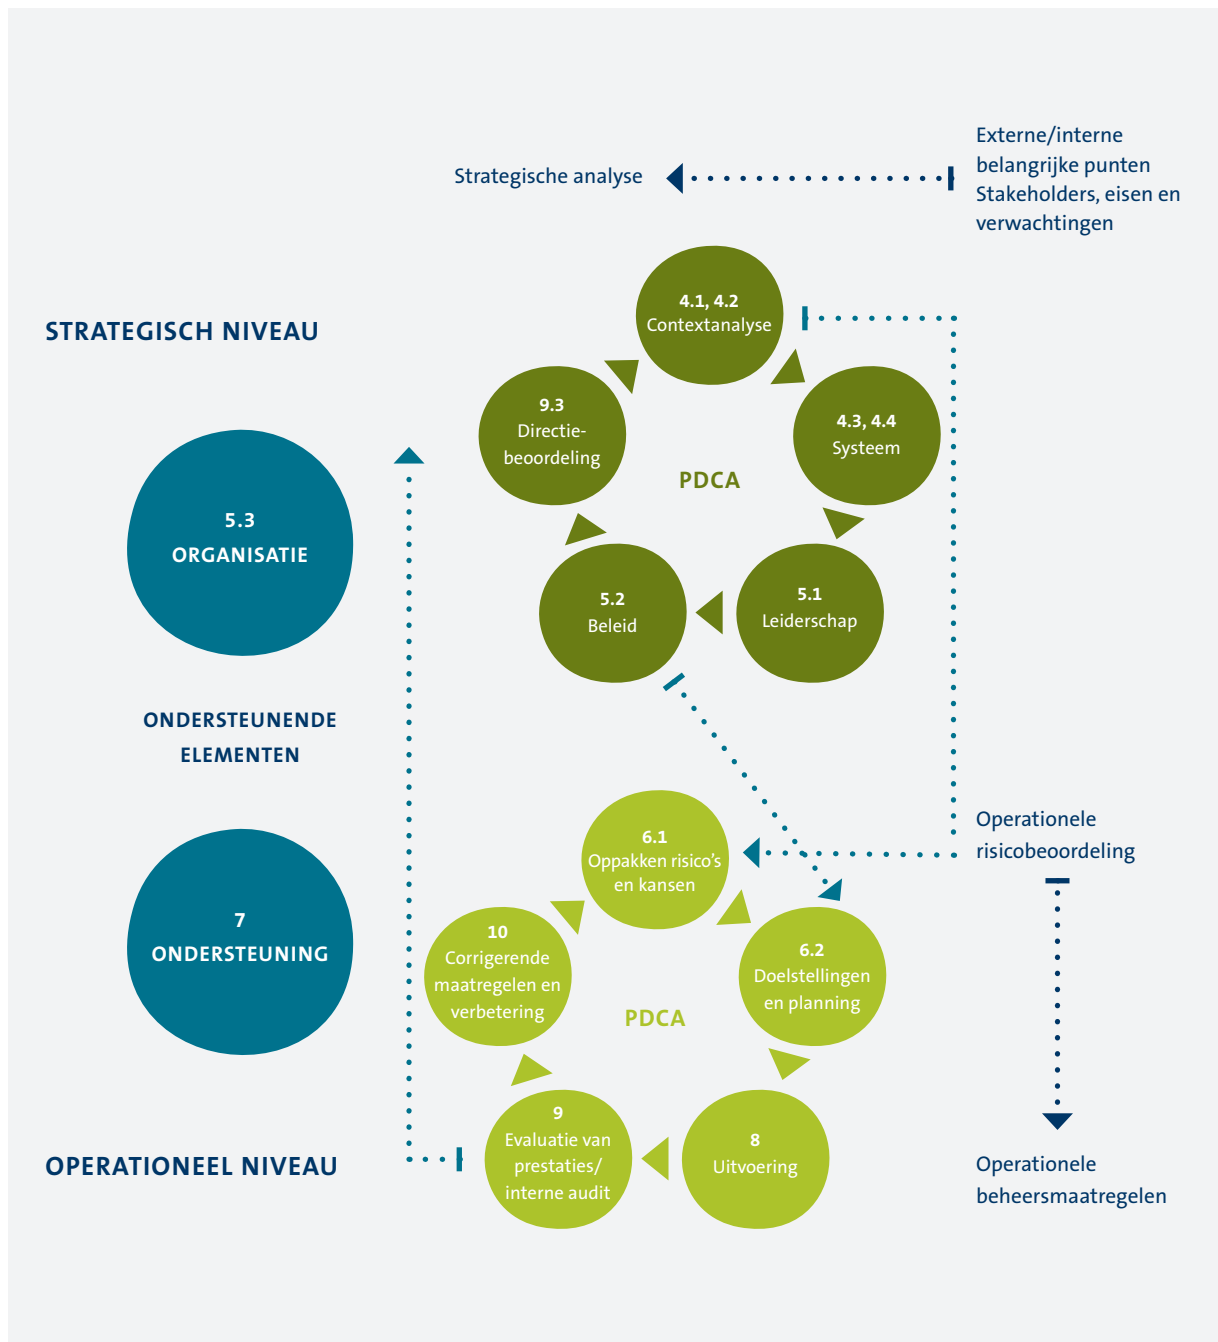 Strategische analyse
Externe/interne
belangrijke punten
Stakeholders, eisen en
verwachtingen
STRATEGISCH NIVEAU
4.1, 4.2
Contextanalyse
9.3
Directie-
beoordeling
4.3, 4.4
Systeem
PDCA
5.3
ORGANISATIE
5.2
Beleid
5.1
Leiderschap
ONDERSTEUNENDE
ELEMENTEN
6.1
Oppakken risico’s
en kansen
Operationele
risicobeoordeling
7
ONDERSTEUNING
10
Corrigerende
maatregelen en
verbetering
6.2
Doelstellingen
en planning
PDCA
OPERATIONEEL NIVEAU
9
Evaluatie van
prestaties/
interne audit
8
Uitvoering
Operationele
beheersmaatregelen